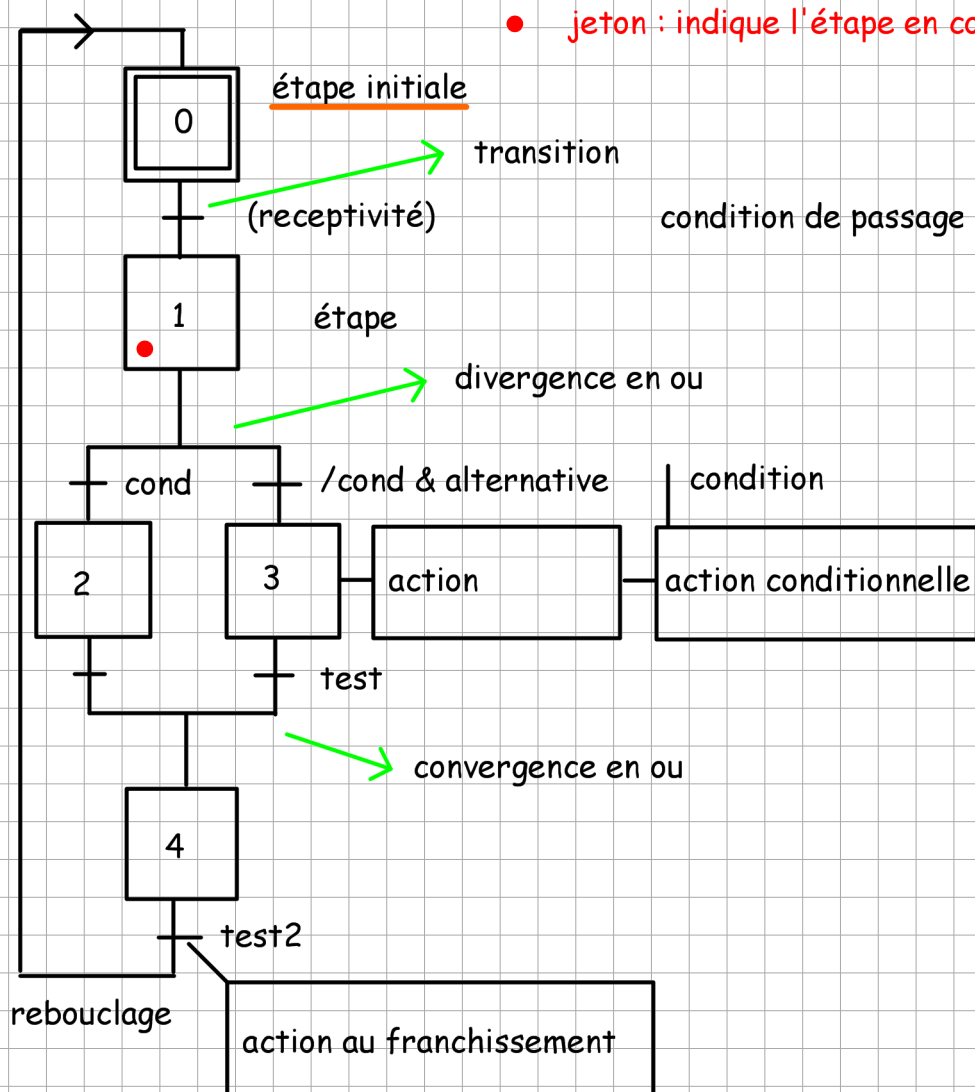 jeton : indique l'étape en
0
étape initiale
transition
(receptivité)
condition de passage
1
étape
divergence en ou
cond
/cond & alternative
condition
2
3
action
action conditionnelle
test
convergence en ou
4
test2
rebouclage
action au franchissement